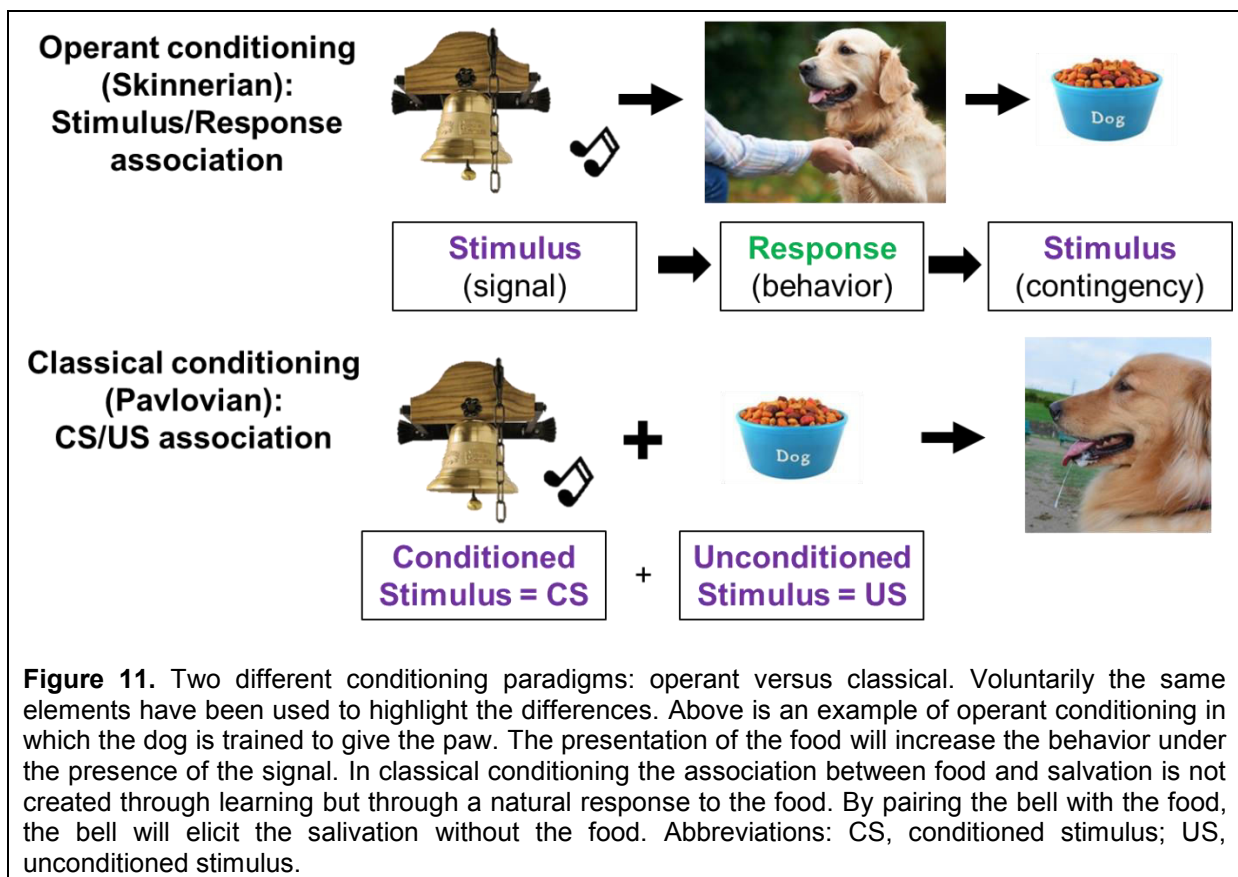 Operant conditioning
(Skinnerian):
Stimulus/Response
association
Dog
Stimulus
(signal)
Response
(behavior)
Stimulus
(contingency)
Classical conditioning
(Pavlovian):
CS/US association
+
Dog
Conditioned
Stimulus = CS
+
Unconditioned
Stimulus = US
Figure 11. Two different conditioning paradigms: operant versus classical. Voluntarily the same
elements have been used to highlight the differences. Above is an example of operant conditioning in
which the dog is trained to give the paw. The presentation of the food will increase the behavior under
the presence of the signal. In classical conditioning the association between food and salvation is not
created through learning but through a natural response to the food. By pairing the bell with the food,
the bell will elicit the salivation without the food. Abbreviations: CS, conditioned stimulus; US,
unconditioned stimulus.